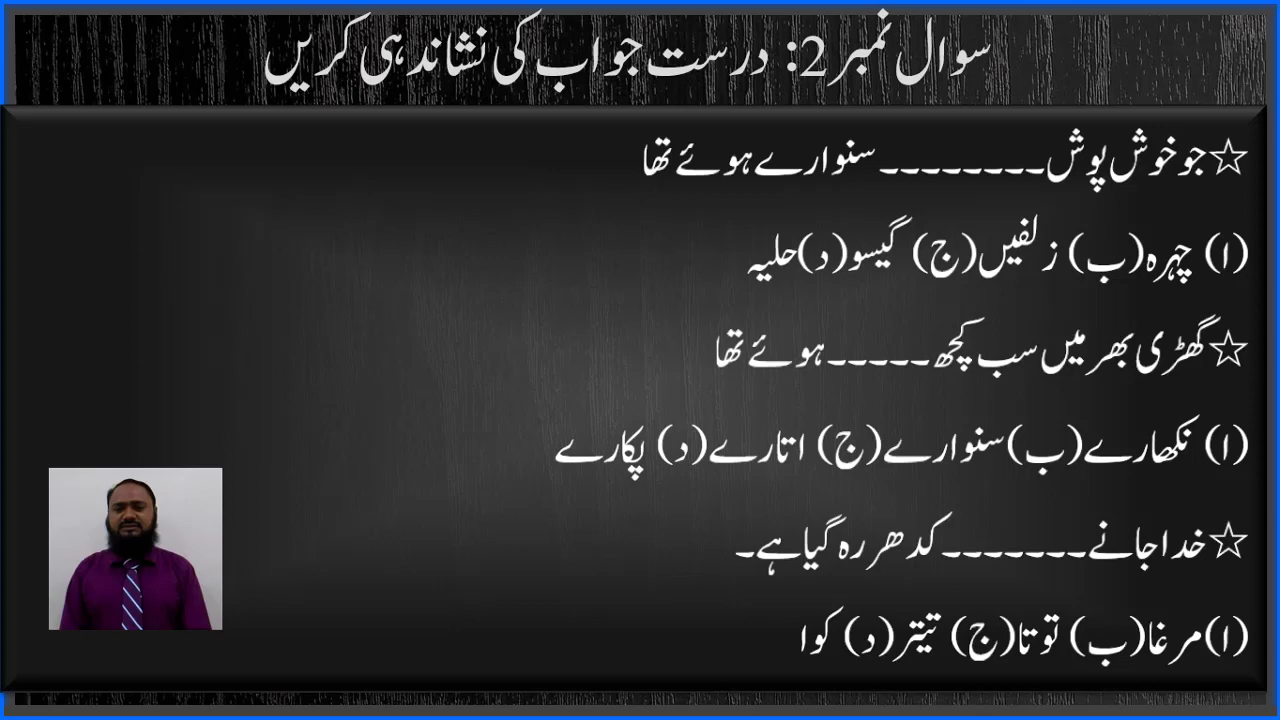 سوال نمبر 2: درست جواب کی نشاندہی کریں
☆جو خوش پوش۔۔۔۔۔۔۔۔ سنوارے ہوئے تھا
(ا) چہرہ(ب) زلفیں(ج) گیسو(د)حلیہ
☆گھڑی بھر میں سب کچھ۔۔۔۔۔ہوئے تھا
(ا) نکھارے(ب)سنوارے(ج) اتارے(د) پکارے
☆خدا جانے۔۔۔۔۔۔۔کدھر رہ گیا ہے۔
(ا)مرغا(ب) توتا(ج) تیتر(د) کوا